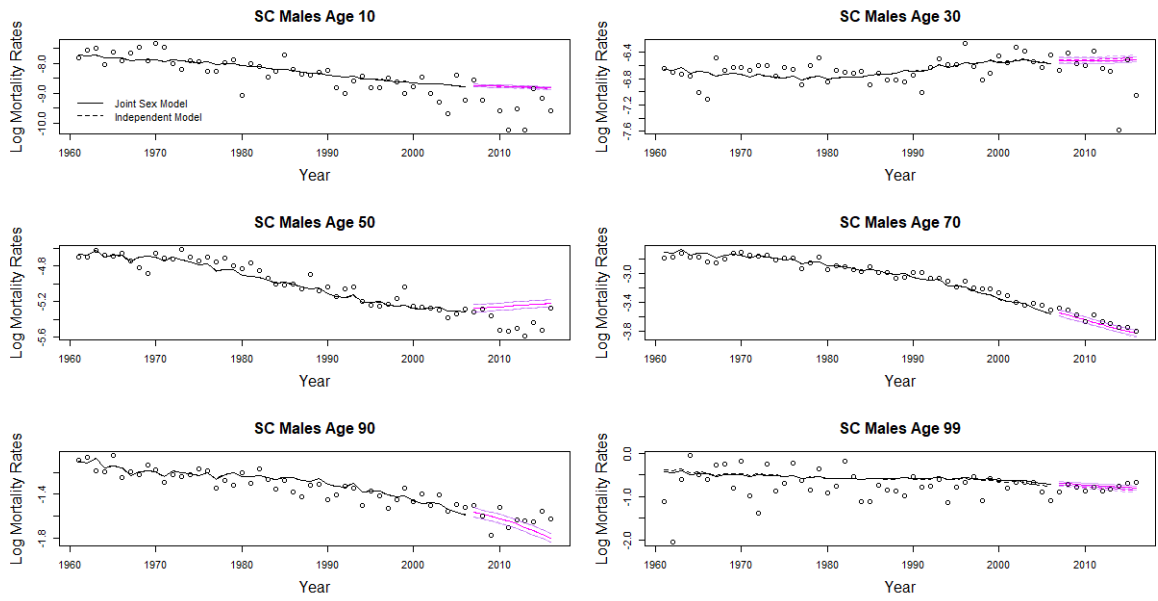 SC Males Age 10
Log Mortality Rates
-8.0
-9.0
-10.0
Joint Sex Model
Independent Model
1960 1970 1980 1990 2000 2010
Year
SC Males Age 30
Log Mortality Rates
-6.4
-6.8
-7.2
-7.6
1960 1970 1980 1990 2000 2010
Year
SC Males Age 50
Log Mortality Rates
-4.8
-5.2
-5.6
1960 1970 1980 1990 2000 2010
Year
SC Males Age 70
Log Mortality Rates
-3.0
-3.4
-3.8
1960 1970 1980 1990 2000 2010
Year
SC Males Age 90
Log Mortality Rates
-1.4
-1.8
1960 1970 1980 1990 2000 2010
Year
SC Males Age 99
Log Mortality Rates
0.0
-1.0
-2.0
1960 1970 1980 1990 2000 2010
Year